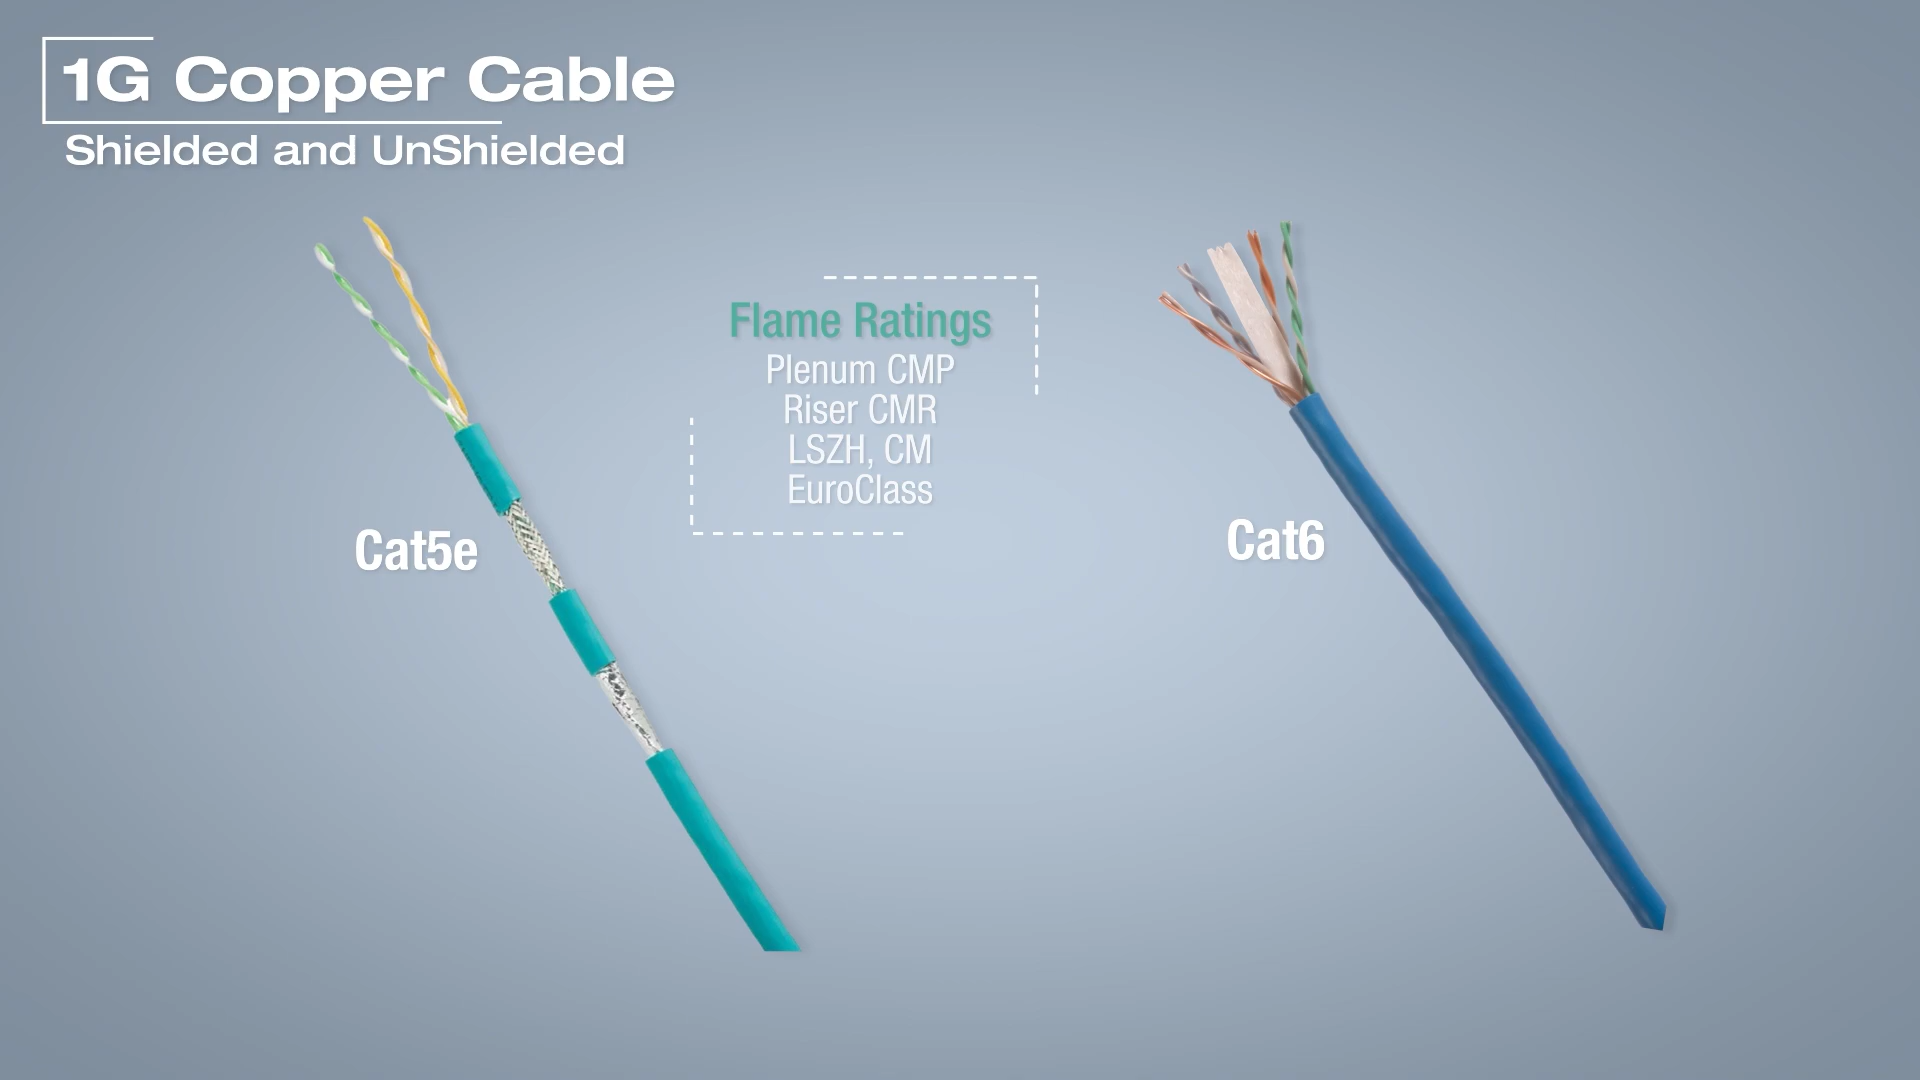 1G Copper Cable
Shielded and UnShielded
Flame Ratings
Plenum CMP
Riser CMR
LSZH, CM
EuroClass
Cat5e
Cat6